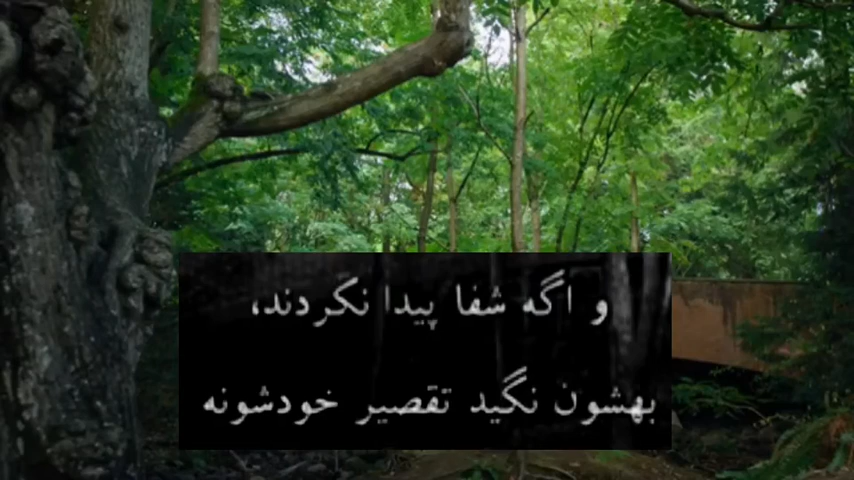 و اگه شفا پیدا نکردند،
بهشون نگید تقصیر خودشونه